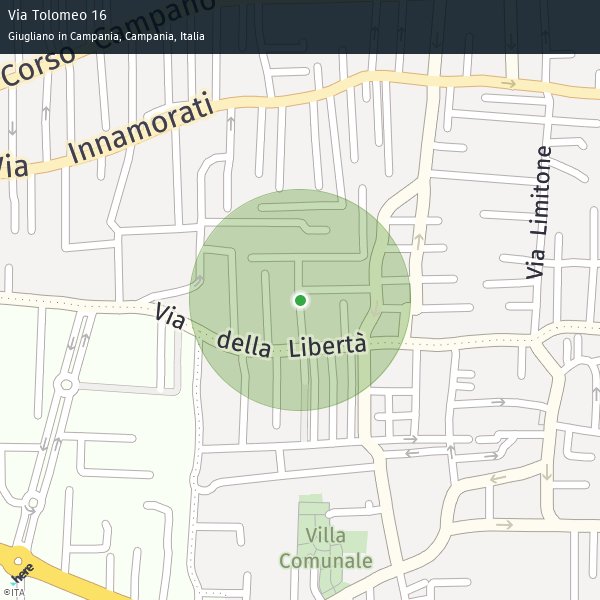 Via Tolomeo 16
Giugliano in Campania, Campania, Italia
Corso Campano
Via Innamorati
Via Limitone
Via della Libertà
Villa
Comunale
here
©ITA